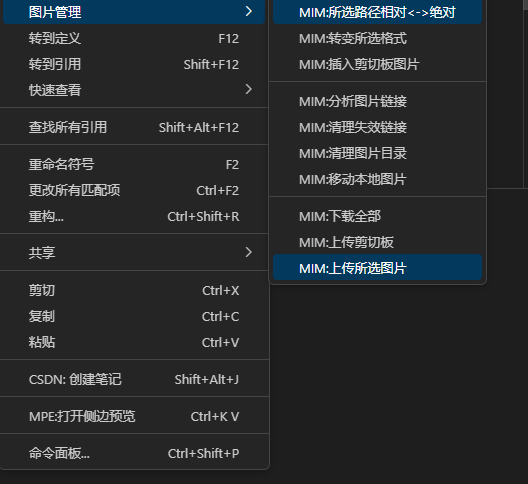 图片管理
转到定义 F12
转到引用 Shift+F12
快速查看
查找所有引用 Shift+Alt+F12
重命名符号 F2
更改所有匹配项 Ctrl+F2
重构... Ctrl+Shift+R
共享
剪切 Ctrl+X
复制 Ctrl+C
粘贴 Ctrl+V
CSDN: 创建笔记 Shift+Alt+J
MPE:打开侧边预览 Ctrl+K V
命令面板... Ctrl+Shift+P
MIM:所选路径相对<->绝对
MIM:转变所选格式
MIM:插入剪切板图片
MIM:分析图片链接
MIM:清理失效链接
MIM:清理图片目录
MIM:移动本地图片
MIM:下载全部
MIM:上传剪切板
MIM:上传所选图片